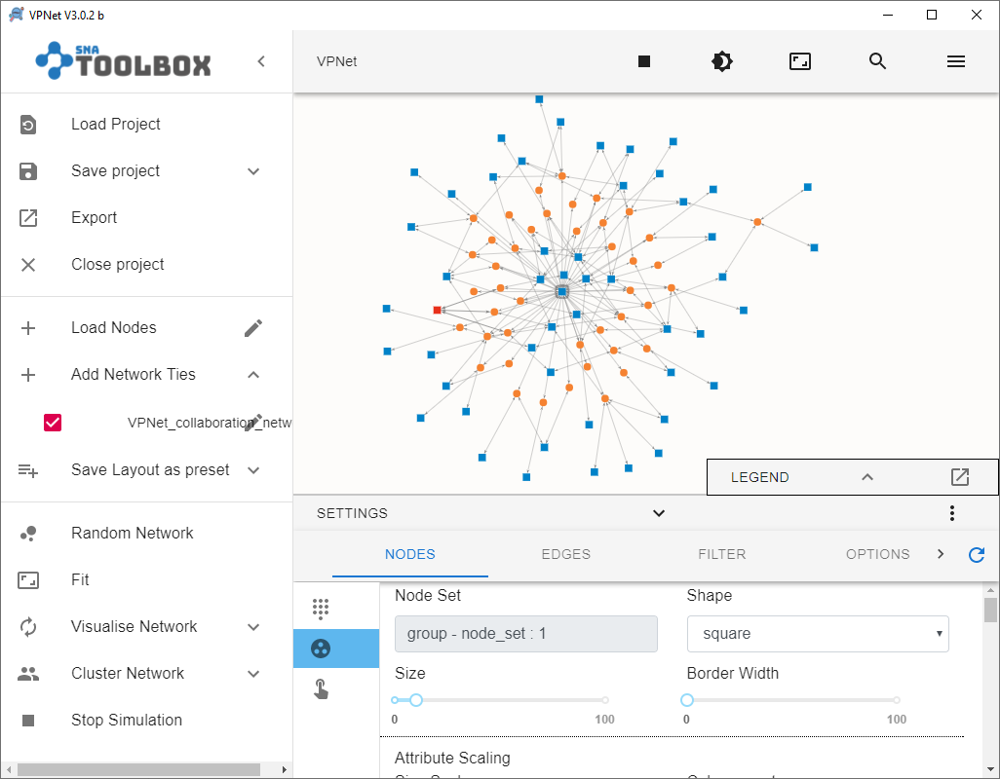 VPNet V3.0.2 b
SNA
TOOLBOX
VPNet
Load Project
Save project
Export
Close project
Load Nodes
Add Network Ties
VPNet_collaboration_netw
Save Layout as preset
LEGEND
SETTINGS
Random Network
NODES EDGES FILTER OPTIONS
Fit
Visualise Network
Cluster Network
Stop Simulation
Node Set Shape
group - node_set : 1 square
Size Border Width
0 100 0 100
Attribute Scaling